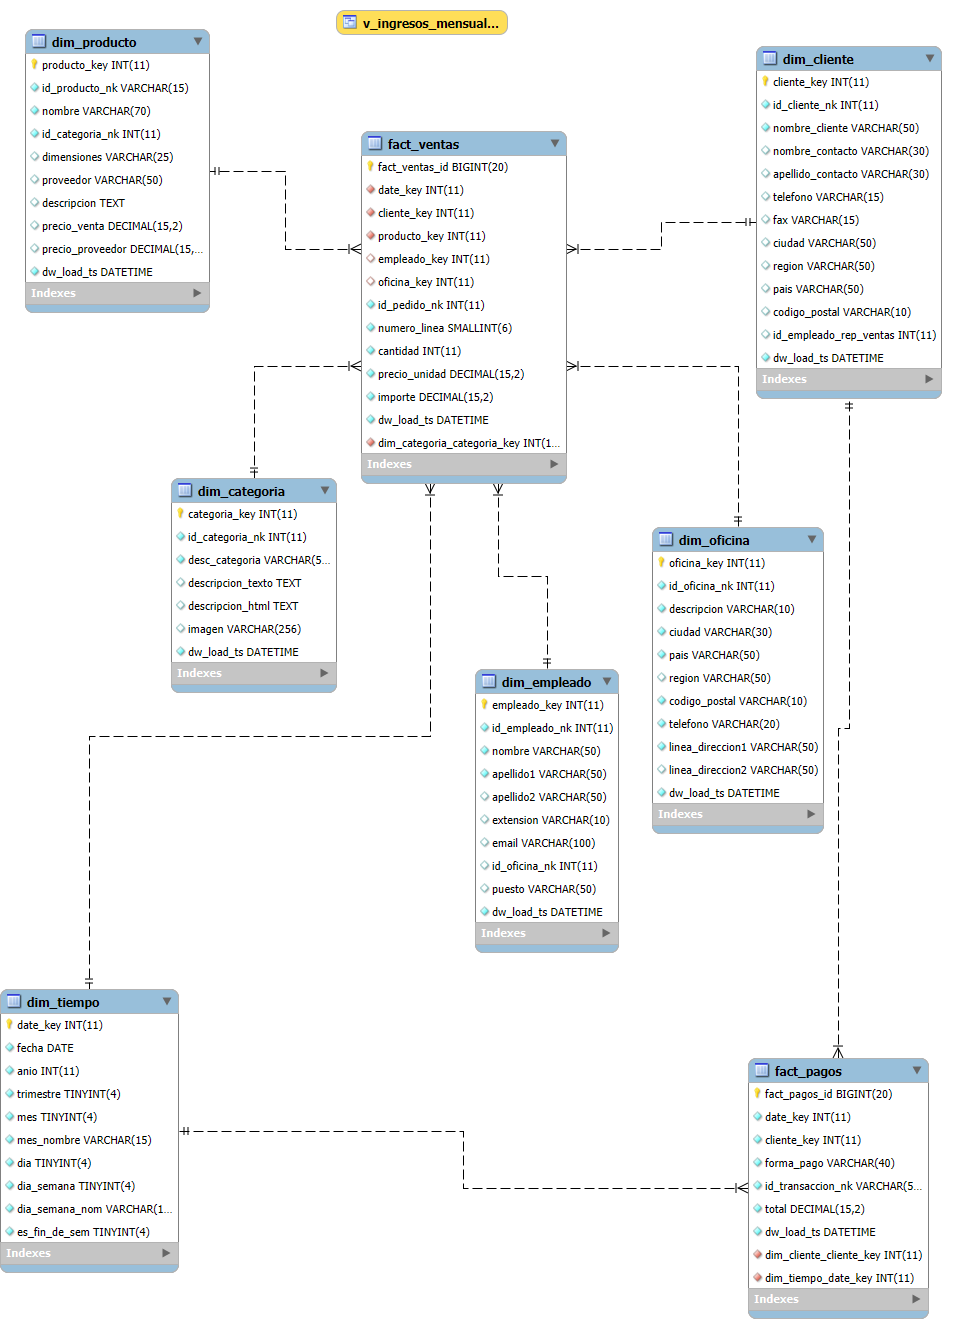 v_ingresos_mensual...
dim_producto
producto_key INT(11)
id_producto_nk VARCHAR(15)
nombre VARCHAR(70)
id_categoria_nk INT(11)
dimensiones VARCHAR(25)
proveedor VARCHAR(50)
descripcion TEXT
precio_venta DECIMAL(15,2)
precio_proveedor DECIMAL(15,...
dw_load_ts DATETIME
Indexes
dim_cliente
cliente_key INT(11)
id_cliente_nk INT(11)
nombre_cliente VARCHAR(50)
nombre_contacto VARCHAR(30)
apellido_contacto VARCHAR(30)
telefono VARCHAR(15)
fax VARCHAR(15)
ciudad VARCHAR(50)
region VARCHAR(50)
pais VARCHAR(50)
codigo_postal VARCHAR(10)
id_empleado_rep_ventas INT(11)
dw_load_ts DATETIME
Indexes
fact_ventas
fact_ventas_id BIGINT(20)
date_key INT(11)
cliente_key INT(11)
producto_key INT(11)
empleado_key INT(11)
oficina_key INT(11)
id_pedido_nk INT(11)
numero_linea SMALLINT(6)
cantidad INT(11)
precio_unidad DECIMAL(15,2)
importe DECIMAL(15,2)
dw_load_ts DATETIME
dim_categoria_categoria_key INT(1...
Indexes
dim_categoria
categoria_key INT(11)
id_categoria_nk INT(11)
desc_categoria VARCHAR(5...
descripcion_texto TEXT
descripcion_html TEXT
imagen VARCHAR(256)
dw_load_ts DATETIME
Indexes
dim_oficina
oficina_key INT(11)
id_oficina_nk INT(11)
descripcion VARCHAR(10)
ciudad VARCHAR(30)
pais VARCHAR(50)
region VARCHAR(50)
codigo_postal VARCHAR(10)
telefono VARCHAR(20)
linea_direccion1 VARCHAR(50)
linea_direccion2 VARCHAR(50)
dw_load_ts DATETIME
Indexes
dim_empleado
empleado_key INT(11)
id_empleado_nk INT(11)
nombre VARCHAR(50)
apellido1 VARCHAR(50)
apellido2 VARCHAR(50)
extension VARCHAR(10)
email VARCHAR(100)
id_oficina_nk INT(11)
puesto VARCHAR(50)
dw_load_ts DATETIME
Indexes
dim_tiempo
date_key INT(11)
fecha DATE
anio INT(11)
trimestre TINYINT(4)
mes TINYINT(4)
mes_nombre VARCHAR(15)
dia TINYINT(4)
dia_semana TINYINT(4)
dia_semana_nom VARCHAR(1...
es_fin_de_sem TINYINT(4)
Indexes
fact_pagos
fact_pagos_id BIGINT(20)
date_key INT(11)
cliente_key INT(11)
forma_pago VARCHAR(40)
id_transaccion_nk VARCHAR(5...
total DECIMAL(15,2)
dw_load_ts DATETIME
dim_cliente_cliente_key INT(11)
dim_tiempo_date_key INT(11)
Indexes